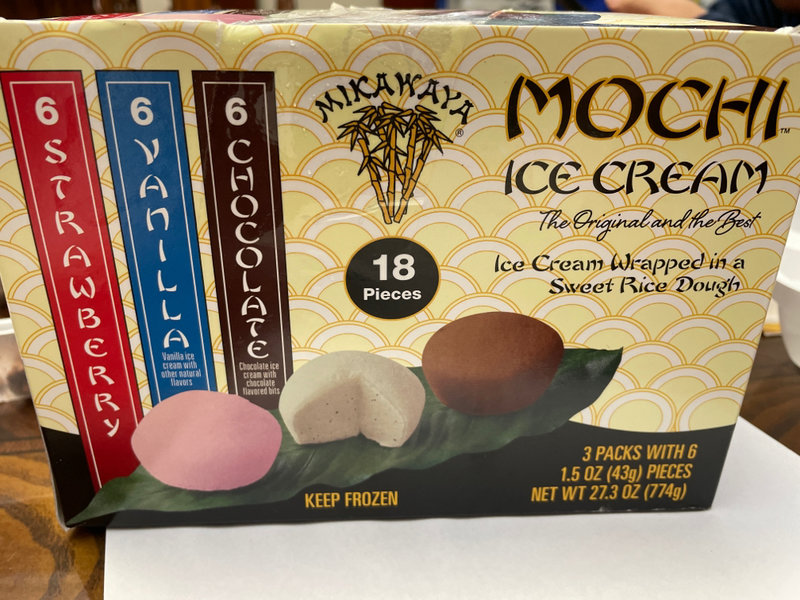 6 STRAWBERRY
6 VANILLA
Vanilla ice
cream with
other natural
flavors
6 CHOCOLATE
Chocolate ice
cream with
chocolate
flavored bits
MIKAWAYA®
18
Pieces
MOCHI™
ICE CREAM
The Original and the Best
Ice Cream Wrapped in a
Sweet Rice Dough
3 PACKS WITH 6
1.5 OZ (43g) PIECES
NET WT 27.3 OZ (774g)
KEEP FROZEN